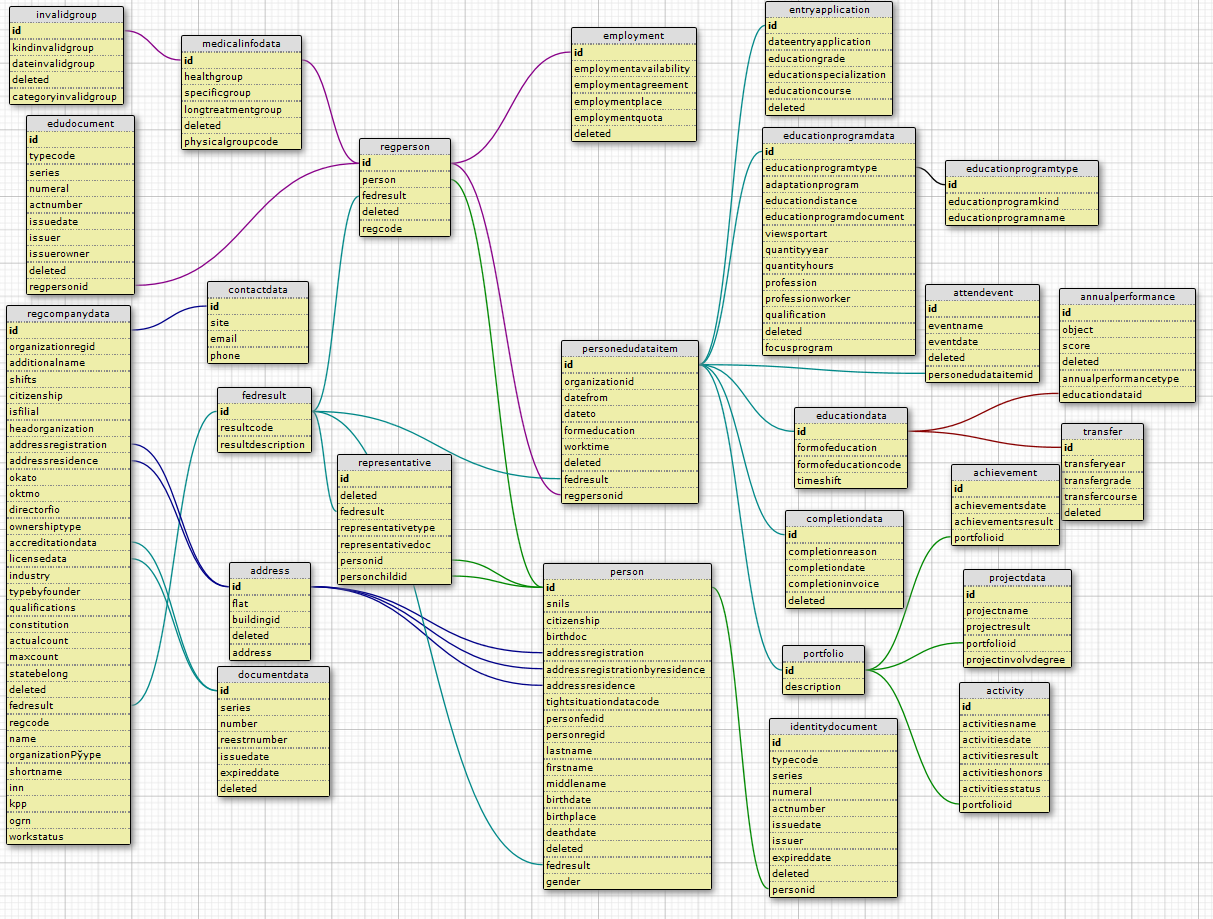 invalidgroup
id
kindinvalidgroup
dateinvalidgroup
deleted
categoryinvalidgroup
medicalinfodata
id
healthgroup
specificgroup
longtreatmentgroup
deleted
physicalgroupcode
employment
id
employmentavailability
employmentagreement
employmentplace
employmentquota
deleted
entryapplication
id
dateentryapplication
educationgrade
educationspecialization
educationcourse
deleted
edudocument
id
typecode
series
numeral
actnumber
issuedate
issuer
issuerowner
deleted
regpersonid
regperson
id
person
fedresult
deleted
regcode
educationprogramdata
id
educationprogramtype
adaptationprogram
educationdistance
educationprogramdocument
viewsportart
quantityyear
quantityhours
profession
professionworker
qualification
deleted
focusprogram
educationprogramtype
id
educationprogramkind
educationprogramname
regcompanydata
id
organizationregid
additionalname
shifts
citizenship
isfilial
headorganization
addressregistration
addressresidence
okato
oktmo
directorfio
ownershiptype
accreditationdata
licensedata
industry
typebyfounder
qualifications
constitution
actualcount
maxcount
statebelong
deleted
fedresult
regcode
name
organizationРўype
shortname
inn
kpp
ogrn
workstatus
contactdata
id
site
email
phone
fedresult
id
resultcode
resultdescription
representative
id
deleted
fedresult
representativetype
representativedoc
personid
personchildid
address
id
flat
buildingid
deleted
address
documentdata
id
series
number
reestrnumber
issuedate
expireddate
deleted
personedudataitem
id
organizationid
datefrom
dateto
formeducation
worktime
deleted
fedresult
regpersonid
person
id
snils
citizenship
birthdoc
addressregistration
addressregistrationbyresidence
addressresidence
tightsituationdatacode
personfedid
personregid
lastname
firstname
middlename
birthdate
birthplace
deathdate
deleted
fedresult
gender
attendevent
id
eventname
eventdate
deleted
personedudataitemid
annualperformance
id
object
score
deleted
annualperformancetype
educationdataid
educationdata
id
formofeducation
formofeducationcode
timeshift
transfer
id
transferyear
transfergrade
transfercourse
deleted
achievement
id
achievementsdate
achievementsresult
portfolioid
completiondata
id
completionreason
completiondate
completioninvoice
deleted
projectdata
id
projectname
projectresult
portfolioid
projectinvolvdegree
portfolio
id
description
activity
id
activitiesname
activitiesdate
activitiesresult
activitieshonors
activitiesstatus
portfolioid
identitydocument
id
typecode
series
numeral
actnumber
issuedate
issuer
expireddate
deleted
personid